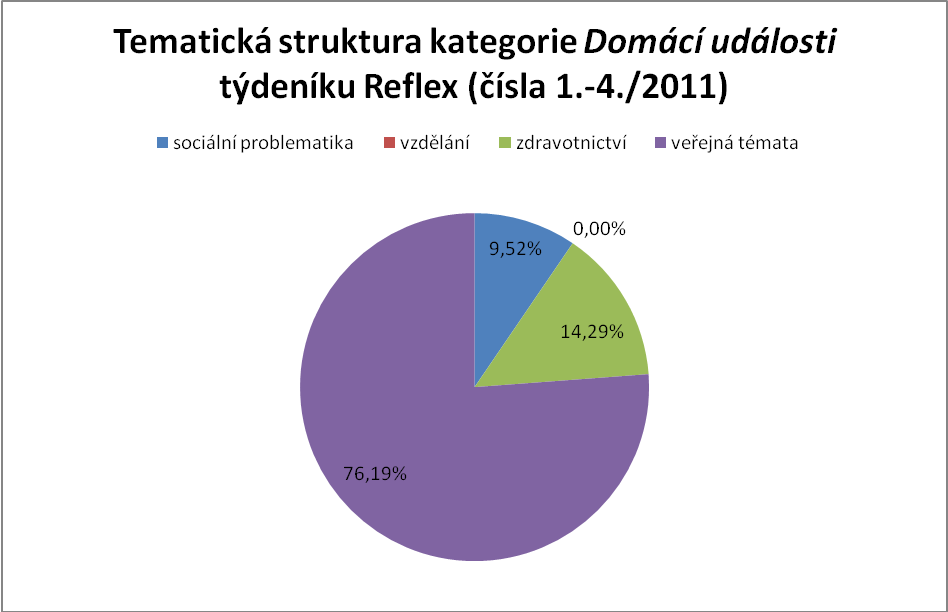 Tematická struktura kategorie Domácí události
týdeníku Reflex (čísla 1.-4./2011)
sociální problematika vzdělání zdravotnictví veřejná témata
0,00%
9,52%
14,29%
76,19%